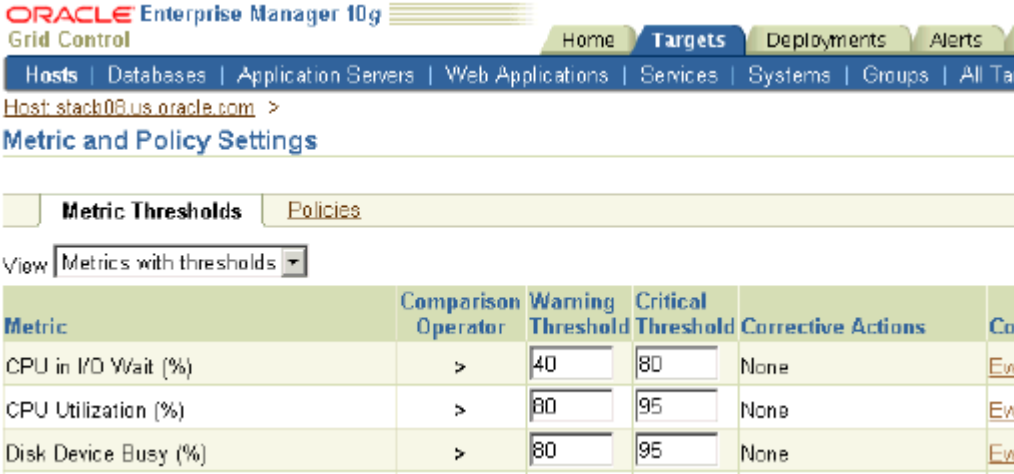 ORACLE Enterprise Manager 10g
Grid Control
Home Targets Deployments Alerts
Hosts | Databases | Application Servers | Web Applications | Services | Systems | Groups | All
Host: stacb08.us.oracle.com >
Metric and Policy Settings
Metric Thresholds Policies
View Metrics with thresholds
Metric Comparison Operator Warning Threshold Critical Threshold Corrective Actions
CPU in I/O Wait (%) > 40 80 None
CPU Utilization (%) > 80 95 None
Disk Device Busy (%) > 80 95 None